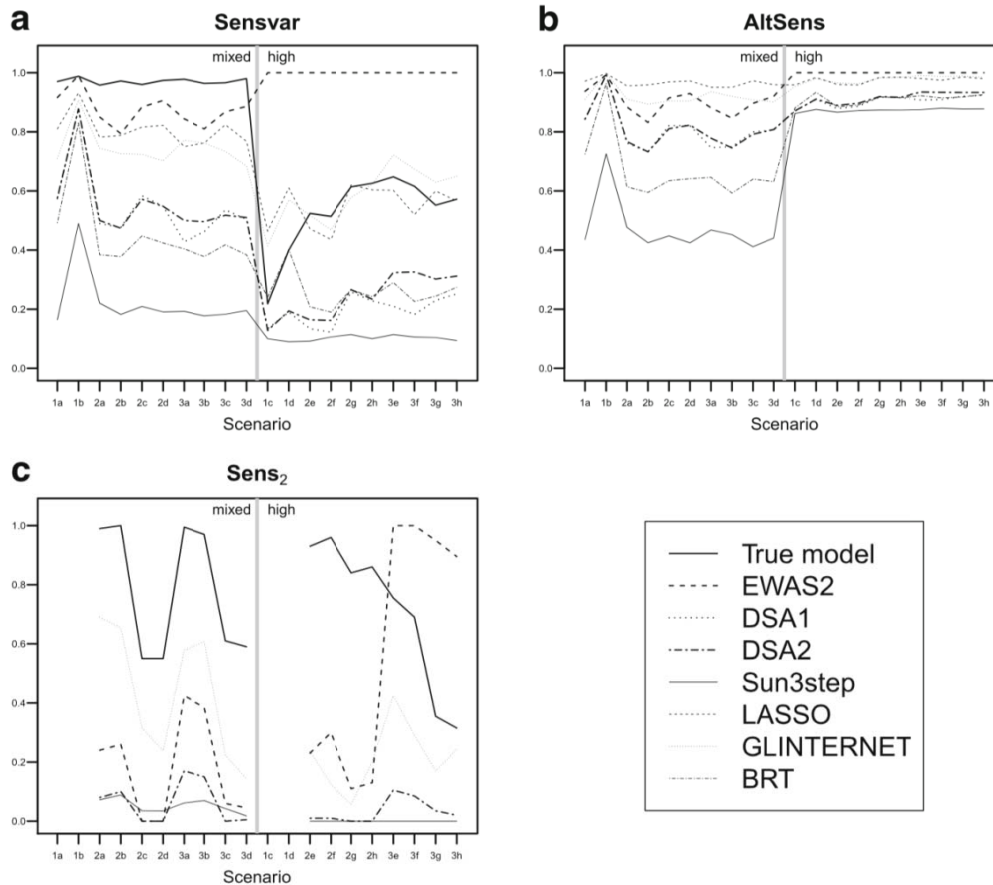 a
Sensvar
mixed high
1.0
0.8
0.6
0.4
0.2
0.0
1a 1b 2a 2b 2c 2d 3a 3b 3c 3d 1c 1d 2e 2f 2g 2h 3e 3f 3g 3h
Scenario
b
AltSens
mixed high
1.0
0.8
0.6
0.4
0.2
0.0
1a 1b 2a 2b 2c 2d 3a 3b 3c 3d 1c 1d 2e 2f 2g 2h 3e 3f 3g 3h
Scenario
c
Sens₂
mixed high
1.0
0.8
0.6
0.4
0.2
0.0
1a 1b 2a 2b 2c 2d 3a 3b 3c 3d 1c 1d 2e 2f 2g 2h 3e 3f 3g 3h
Scenario
True model
EWAS2
DSA1
DSA2
Sun3step
LASSO
GLINTERNET
BRT